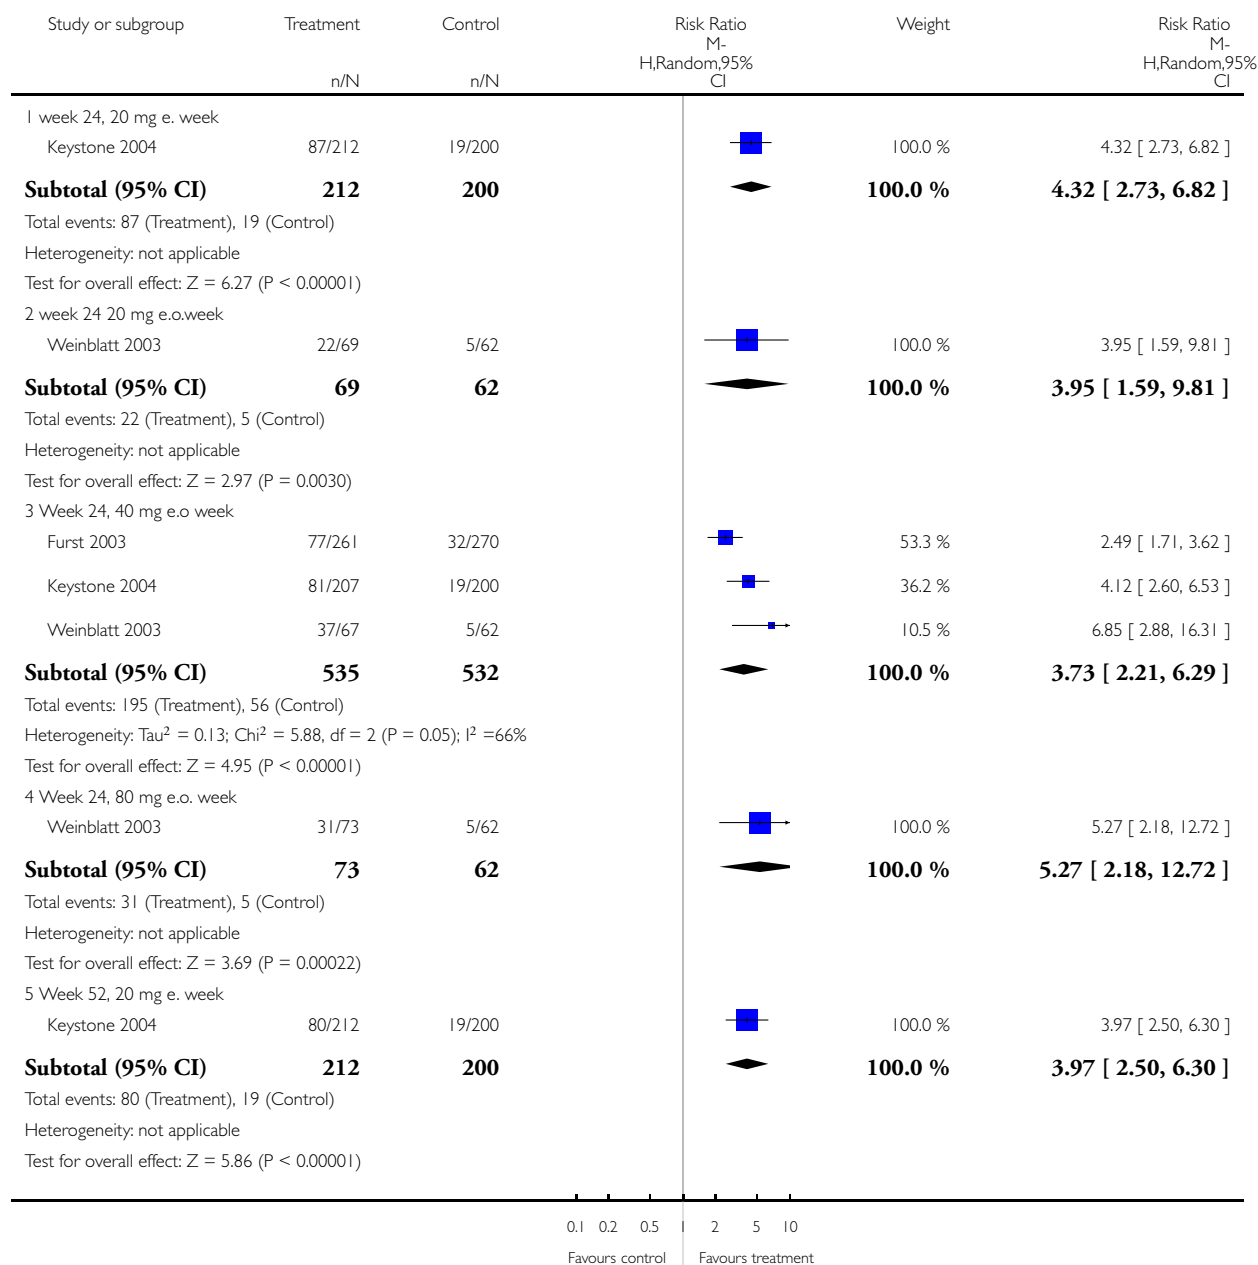 Study or subgroup Treatment Control Risk Ratio Weight Risk Ratio
M- M-
H,Random,95% H,Random,95%
n/N n/N CI CI
1 week 24, 20 mg e. week
Keystone 2004 87/212 19/200 100.0 % 4.32 [ 2.73, 6.82 ]
Subtotal (95% CI) 212 200 100.0 % 4.32 [ 2.73, 6.82 ]
Total events: 87 (Treatment), 19 (Control)
Heterogeneity: not applicable
Test for overall effect: Z = 6.27 (P < 0.00001)
2 week 24 20 mg e.o.week
Weinblatt 2003 22/69 5/62 100.0 % 3.95 [ 1.59, 9.81 ]
Subtotal (95% CI) 69 62 100.0 % 3.95 [ 1.59, 9.81 ]
Total events: 22 (Treatment), 5 (Control)
Heterogeneity: not applicable
Test for overall effect: Z = 2.97 (P = 0.0030)
3 Week 24, 40 mg e.o week
Furst 2003 77/261 32/270 53.3 % 2.49 [ 1.71, 3.62 ]
Keystone 2004 81/207 19/200 36.2 % 4.12 [ 2.60, 6.53 ]
Weinblatt 2003 37/67 5/62 10.5 % 6.85 [ 2.88, 16.31 ]
Subtotal (95% CI) 535 532 100.0 % 3.73 [ 2.21, 6.29 ]
Total events: 195 (Treatment), 56 (Control)
Heterogeneity: Tau² = 0.13; Chi² = 5.88, df = 2 (P = 0.05); I² =66%
Test for overall effect: Z = 4.95 (P < 0.00001)
4 Week 24, 80 mg e.o. week
Weinblatt 2003 31/73 5/62 100.0 % 5.27 [ 2.18, 12.72 ]
Subtotal (95% CI) 73 62 100.0 % 5.27 [ 2.18, 12.72 ]
Total events: 31 (Treatment), 5 (Control)
Heterogeneity: not applicable
Test for overall effect: Z = 3.69 (P = 0.00022)
5 Week 52, 20 mg e. week
Keystone 2004 80/212 19/200 100.0 % 3.97 [ 2.50, 6.30 ]
Subtotal (95% CI) 212 200 100.0 % 3.97 [ 2.50, 6.30 ]
Total events: 80 (Treatment), 19 (Control)
Heterogeneity: not applicable
Test for overall effect: Z = 5.86 (P < 0.00001)
0.1 0.2 0.5 1 2 5 10
Favours control Favours treatment